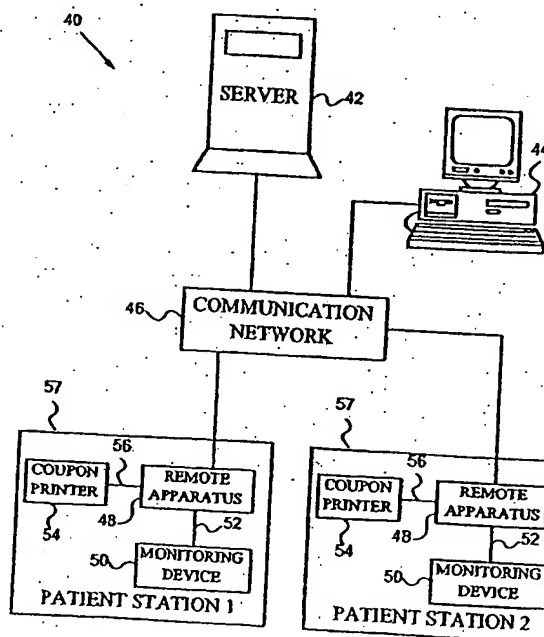 40
SERVER
42
44
46
COMMUNICATION
NETWORK
57
COUPON
PRINTER
56
REMOTE
APPARATUS
54
48
52
50
MONITORING
DEVICE
PATIENT STATION 1
57
COUPON
PRINTER
56
REMOTE
APPARATUS
54
48
52
50
MONITORING
DEVICE
PATIENT STATION 2